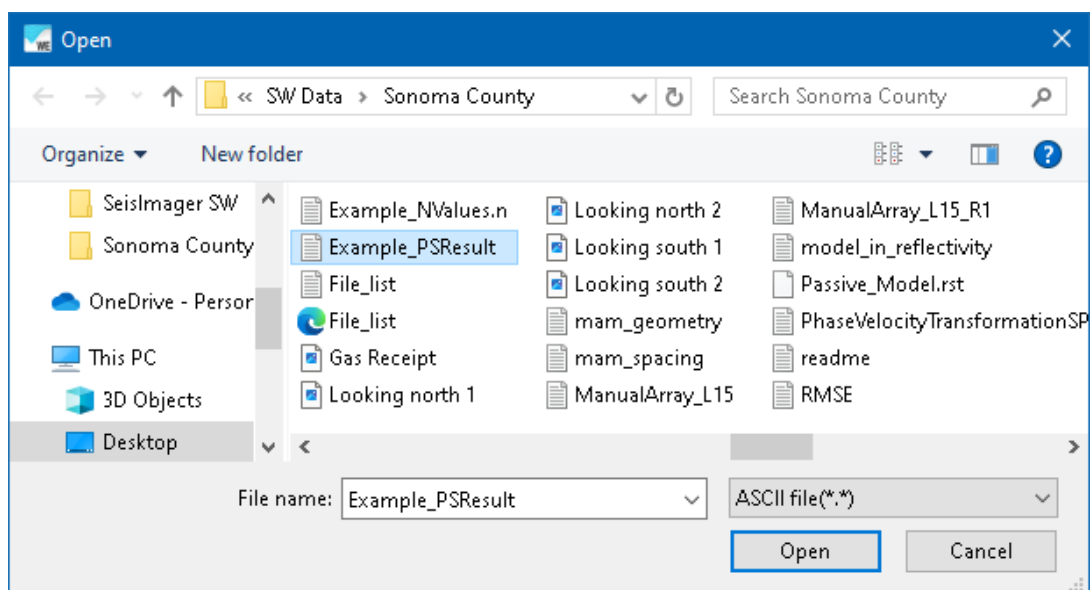 WE Open
« SW Data > Sonoma County
Search Sonoma County
Organize
New folder
?
SeisImager SW
Sonoma County
OneDrive - Person
This PC
3D Objects
Desktop
Example_NValues.n
Example_PSResult
File_list
File_list
Gas Receipt
Looking north 1
Looking north 2
Looking south 1
Looking south 2
mam_geometry
mam_spacing
ManualArray_L15
ManualArray_L15_R1
model_in_reflectivity
Passive_Model.rst
PhaseVelocityTransformationSP
readme
RMSE
File name: Example_PSResult
ASCII file(*.*)
Open
Cancel